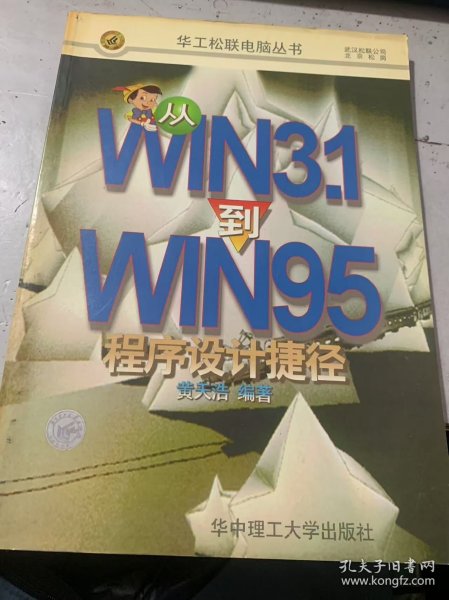 华工松联电脑丛书
武汉松联公司
北京松岗
从
WIN3.1
到
WIN95
程序设计捷径
黄天浩 编著
华中理工大学出版社
孔夫子旧书网
www.kongfz.com